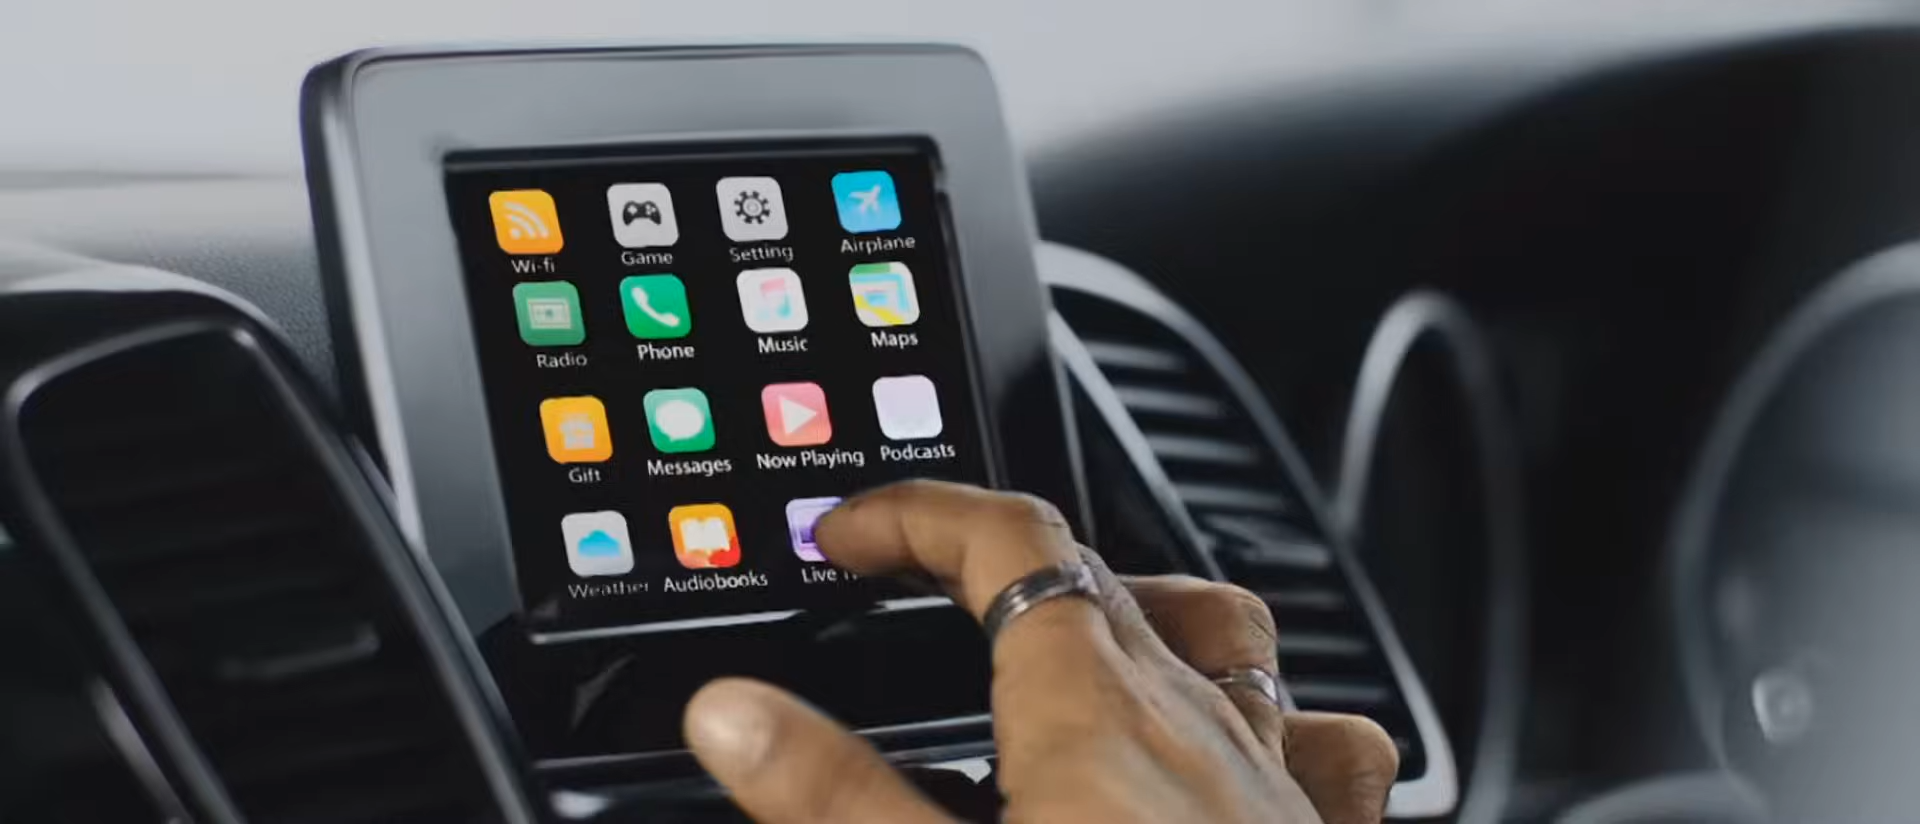 Wi-fi Game Setting Airplane
Radio Phone Music Maps
Gift Messages Now Playing Podcasts
Weather Audiobooks Live